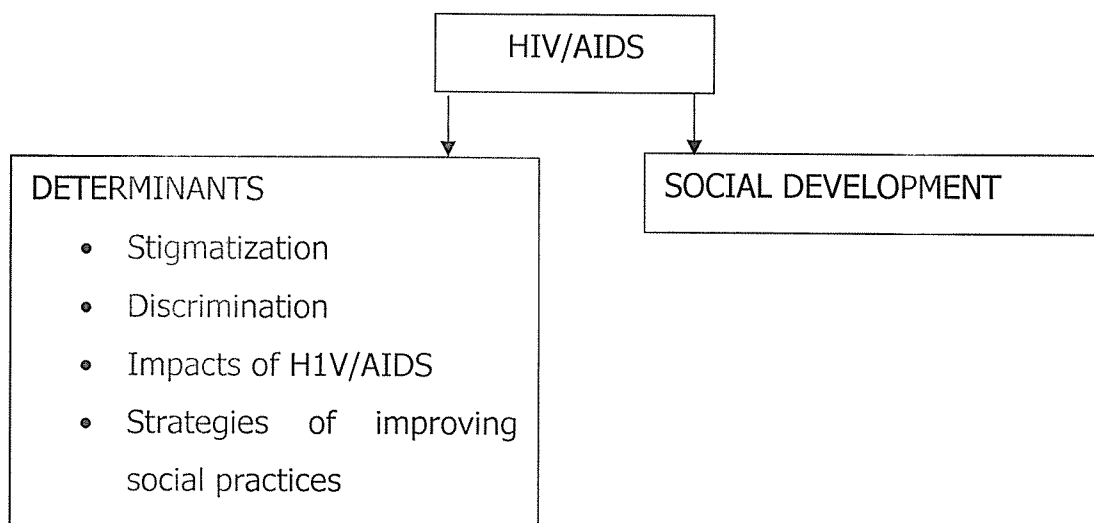 HIV/AIDS
DETERMINANTS
• Stigmatization
• Discrimination
• Impacts of H1V/AIDS
• Strategies of improving
social practices
SOCIAL DEVELOPMENT